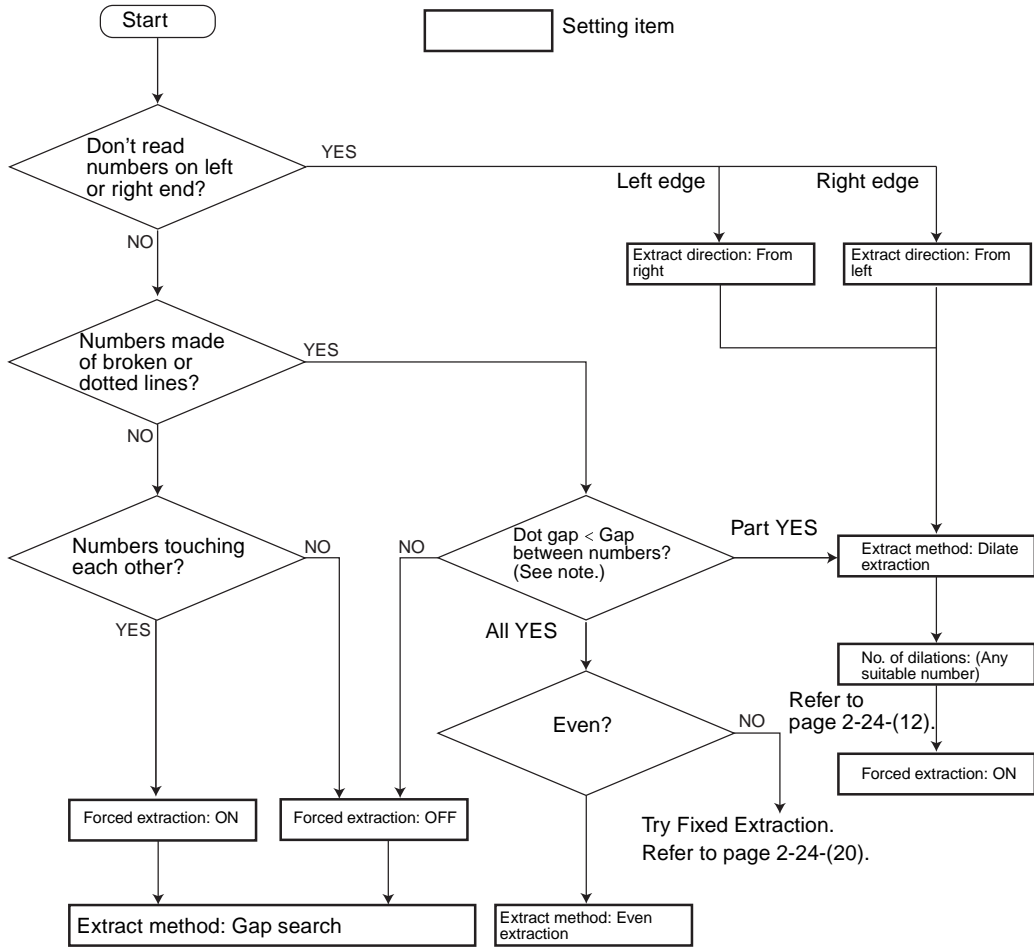 Start
Setting item
Don't read
numbers on left
or right end?
YES
Left edge
Right edge
NO
Extract direction: From
right
Extract direction: From
left
Numbers made
of broken or
dotted lines?
YES
NO
Numbers touching
each other?
NO
NO
Dot gap < Gap
between numbers?
(See note.)
Part YES
Extract method: Dilate
extraction
YES
All YES
No. of dilations: (Any
suitable number)
Refer to
page 2-24-(12).
Even?
NO
Forced extraction: ON
Forced extraction: ON
Forced extraction: OFF
Try Fixed Extraction.
Refer to page 2-24-(20).
Extract method: Gap search
Extract method: Even
extraction